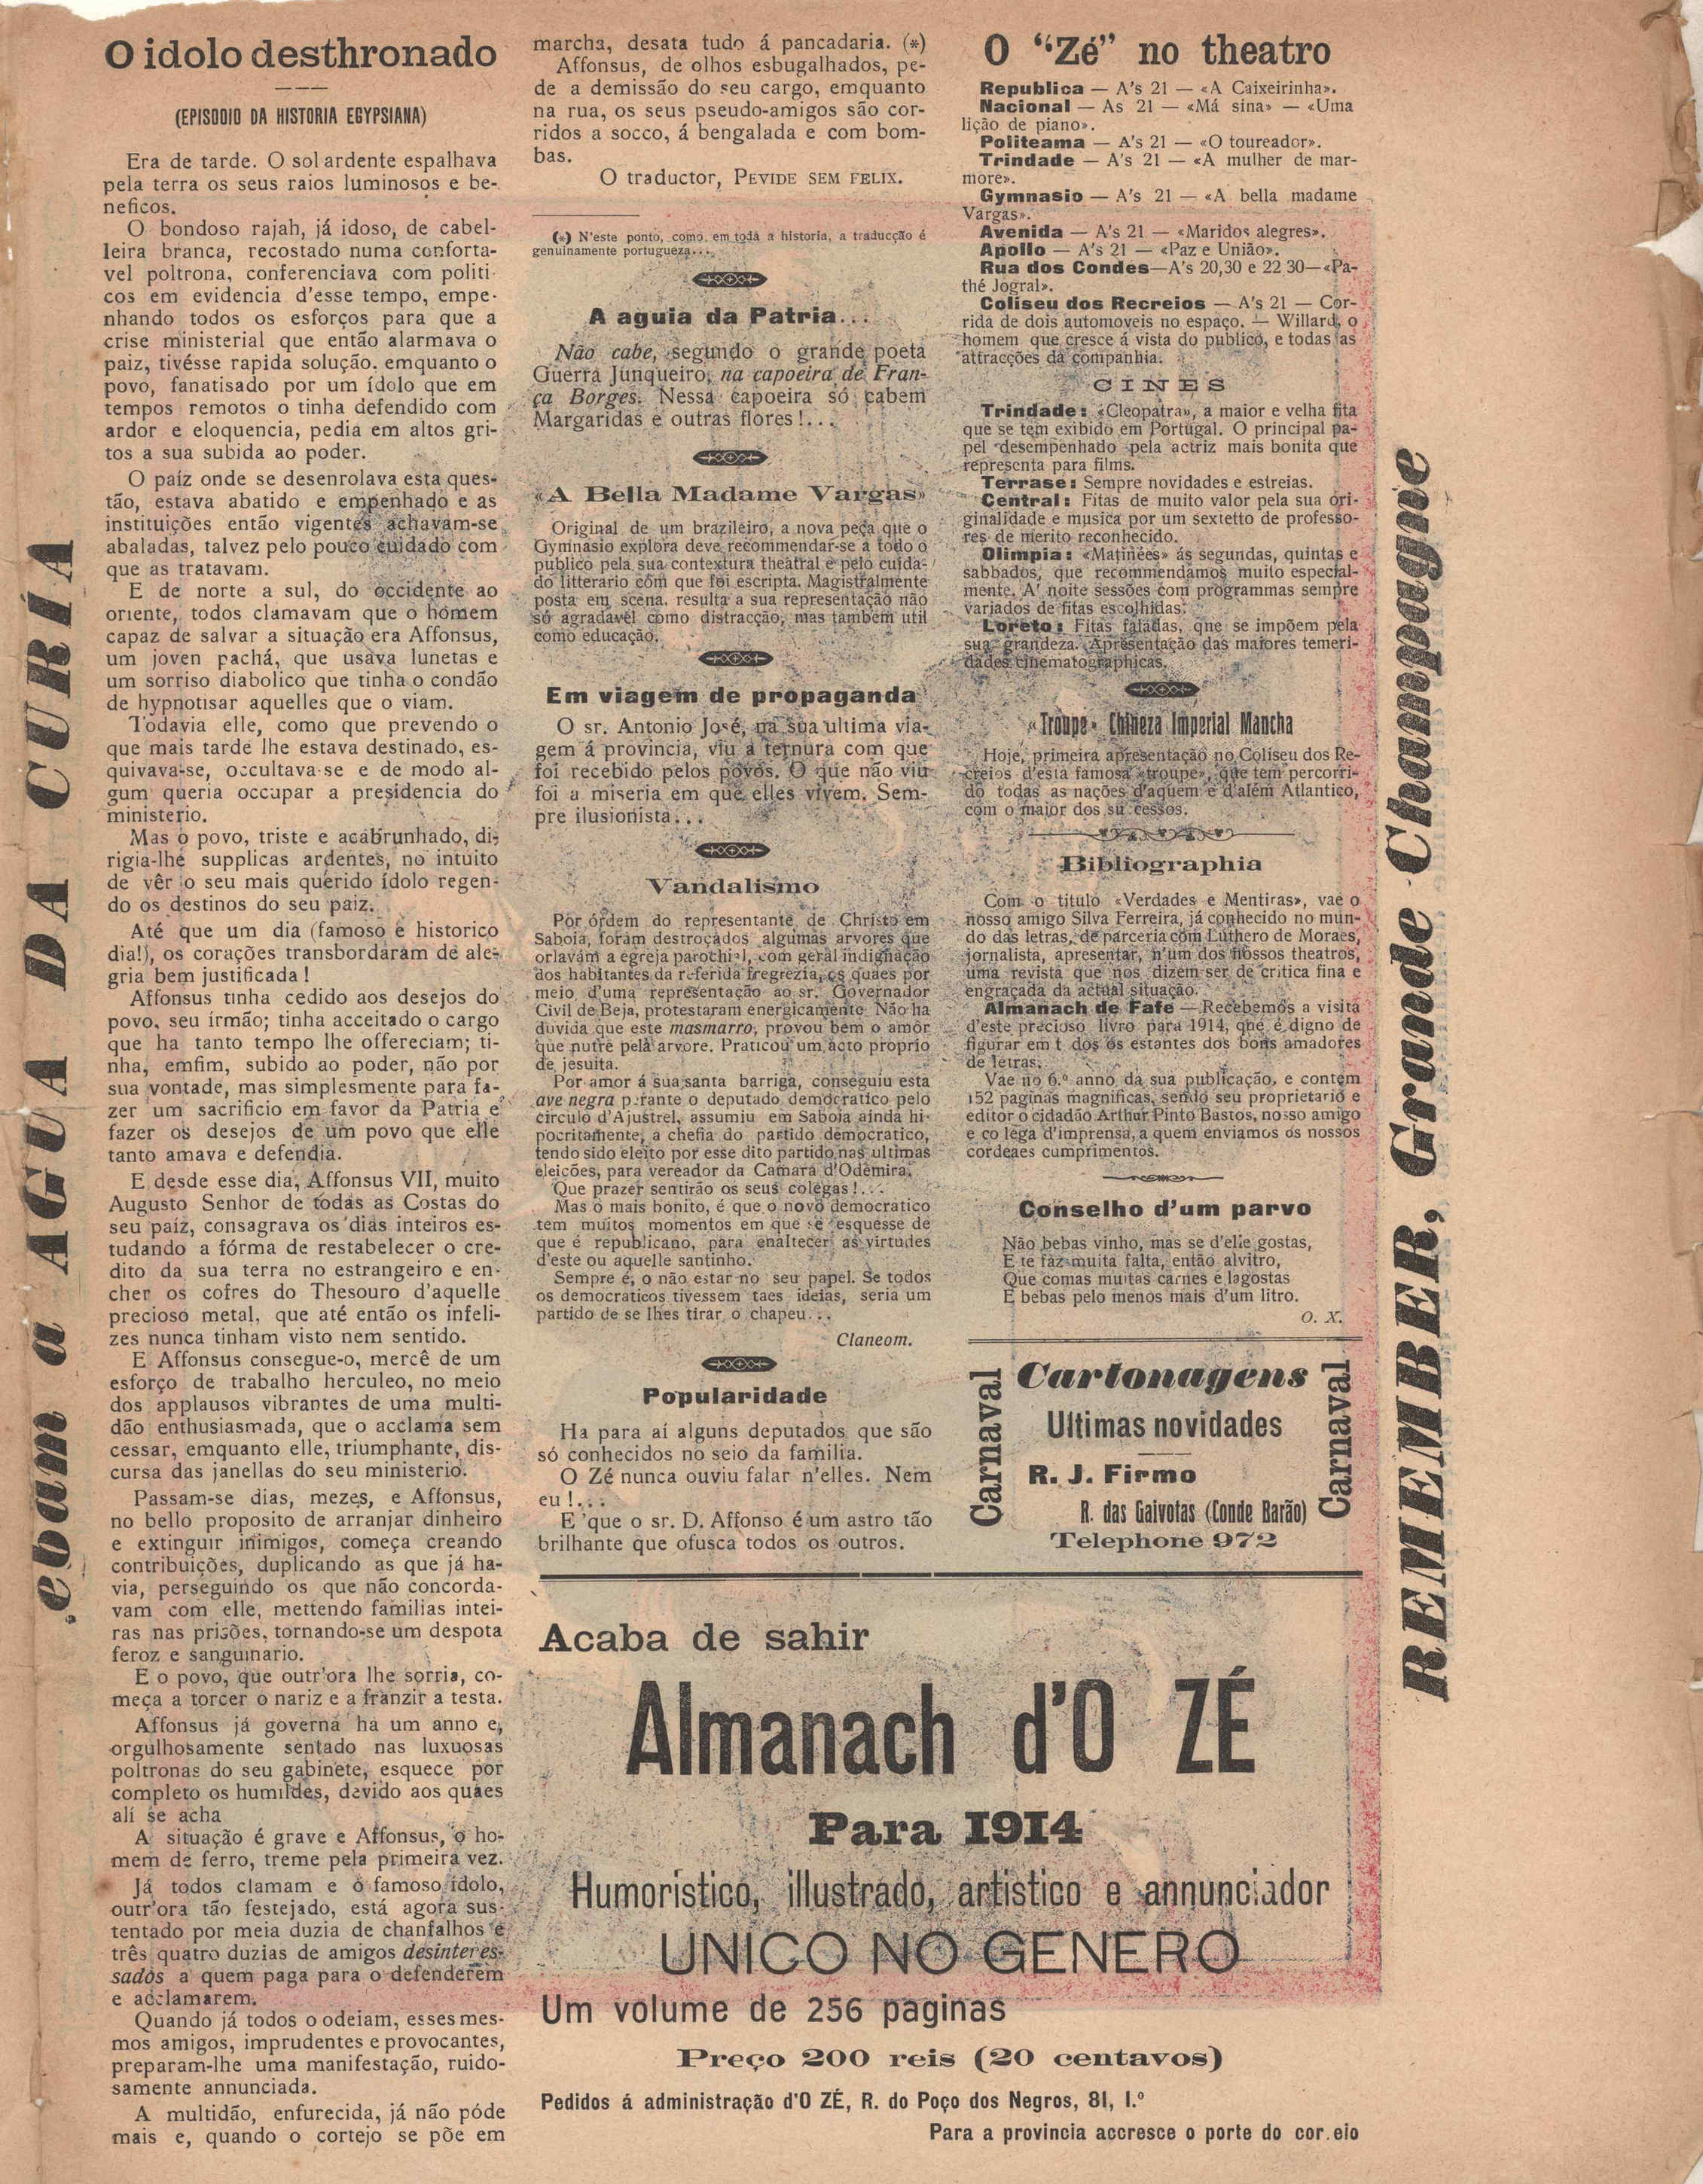 .ebam a AGUA DA CURÍA
O idolo desthronado
(EPISODIO DA HISTORIA EGYPSIANA)
Era de tarde. O sol ardente espalhava
pela terra os seus raios luminosos e be-
neficos.
O bondoso rajah, já idoso, de cabel-
leira branca, recostado numa conforta-
vel poltrona, conferenciava com politi-
cos em evidencia d'esse tempo, empe-
nhando todos os esforços para que a
crise ministerial que então alarmava o
paiz, tivésse rapida solução. emquanto o
povo, fanatisado por um ídolo que em
tempos remotos o tinha defendido com
ardor e eloquencia, pedia em altos gri-
tos a sua subida ao poder.
O paíz onde se desenrolava esta ques-
tão, estava abatido e empenhado e as
instituições então vigentes achavam-se
abaladas, talvez pelo pouco cuidado com
que as tratavam.
E de norte a sul, do occidente ao
oriente, todos clamavam que o homem
capaz de salvar a situação era Affonsus,
um joven pachá, que usava lunetas e
um sorriso diabolico que tinha o condão
de hypnotisar aquelles que o viam.
Todavia elle, como que prevendo o
que mais tarde lhe estava destinado, es-
quivava-se, occultava-se e de modo al-
gum queria occupar a presidencia do
ministerio.
Mas o povo, triste e acabrunhado, di-
rigia-lhe supplicas ardentes, no intuito
de vêr o seu mais querido ídolo regen-
do os destinos do seu paiz.
Até que um dia (famoso e historico
dia!), os corações transbordaram de ale-
gria bem justificada!
Affonsus tinha cedido aos desejos do
povo, seu irmão; tinha acceitado o cargo
que ha tanto tempo lhe offereciam; ti-
nha, emfim, subido ao poder, não por
sua vontade, mas simplesmente para fa-
zer um sacrificio em favor da Patria e
fazer os desejos de um povo que elle
tanto amava e defendia.
E desde esse dia, Affonsus VII, muito
Augusto Senhor de todas as Costas do
seu paiz, consagrava os dias inteiros es-
tudando a fórma de restabelecer o cre-
dito da sua terra no estrangeiro e en-
cher os cofres do Thesouro d'aquelle
precioso metal, que até então os infeli-
zes nunca tinham visto nem sentido.
E Affonsus consegue-o, mercê de um
esforço de trabalho herculeo, no meio
dos applausos vibrantes de uma multi-
dão enthusiasmada, que o acclama sem
cessar, emquanto elle, triumphante, dis-
cursa das janellas do seu ministerio.
Passam-se dias, mezes, e Affonsus,
no bello proposito de arranjar dinheiro
e extinguir inimigos, começa creando
contribuições, duplicando as que já ha-
via, perseguindo os que não concorda-
vam com elle, mettendo familias intei-
ras nas prisões, tornando-se um despota
feroz e sanguinario.
E o povo, que outr'ora lhe sorria, co-
meça a torcer o nariz e a franzir a testa.
Affonsus já governa ha um anno e,
orgulhosamente sentado nas luxuosas
poltronas do seu gabinete, esquece por
completo os humildes, devido aos quaes
alí se acha
A situação é grave e Affonsus, o ho-
mem de ferro, treme pela primeira vez.
Já todos clamam e o famoso ídolo,
outr'ora tão festejado, está agora sus-
tentado por meia duzia de chanfalhos e
três quatro duzias de amigos desinteres-
sados a quem paga para o defenderem
e acclamarem.
Quando já todos o odeiam, esses mes-
mos amigos, imprudentes e provocantes,
preparam-lhe uma manifestação, ruido-
samente annunciada.
A multidão, enfurecida, já não póde
mais e, quando o cortejo se põe em
marcha, desata tudo á pancadaria. (*)
Affonsus, de olhos esbugalhados, pe-
de a demissão do seu cargo, emquanto
na rua, os seus pseudo-amigos são cor-
ridos a socco, á bengalada e com bom-
bas.
O traductor, PEVIDE SEM FELIX.
(*) N'este ponto, como em toda a historia, a traducção é
genuinamente portugueza...
A aguia da Patria...
Não cabe, segundo o grande poeta
Guerra Junqueiro, na capoeira de Fran-
ça Borges. Nessa capoeira só cabem
Margaridas e outras flores!...
«A Bella Madame Vargas»
Original de um brazileiro, a nova peça que o
Gymnasio explora deve recommendar-se a todo o
publico pela sua contextura theatral e pelo cuida-
do litterario com que foi escripta. Magistralmente
posta em scena, resulta a sua representação não
só agradavel como distracção, mas tambem util
como educação.
Em viagem de propaganda
O sr. Antonio José, na sua ultima via-
gem á provincia, viu a ternura com que
foi recebido pelos povos. O que não viu
foi a miseria em que elles vivem. Sem-
pre ilusionista...
Vandalismo
Por órdem do representante de Christo em
Saboia, foram destroçados algumas arvores que
orlavam a egreja parochial, com geral indignação
dos habitantes da referida fregrezia, os quaes por
meio d'uma representação ao sr. Governador
Civil de Beja, protestaram energicamente. Não ha
duvida que este masmarro, provou bem o amor
que nutre pela arvore. Praticou um acto proprio
de jesuita.
Por amor á sua santa barriga, conseguiu esta
ave negra perante o deputado democratico pelo
circulo d'Ajustrel, assumiu em Saboia ainda hi-
pocritamente, a chefia do partido democratico,
tendo sido eleito por esse dito partido nas ultimas
eleições, para vereador da Camara d'Odemira.
Que prazer sentirão os seus colegas!...
Mas o mais bonito, é que o novo democratico
tem muitos momentos em que se esquesse de
que é republicano, para enaltecer as virtudes
d'este ou aquelle santinho.
Sempre é, o não estar no seu papel. Se todos
os democraticos tivessem taes ideias, seria um
partido de se lhes tirar o chapeu...
Claneom.
Popularidade
Ha para aí alguns deputados que são
só conhecidos no seio da familia.
O Zé nunca ouviu falar n'elles. Nem
eu!...
E 'que o sr. D. Affonso é um astro tão
brilhante que ofusca todos os outros.
O "Zé" no theatro
Republica — A's 21 — «A Caixeirinha».
Nacional — As 21 — «Má sina» — «Uma
lição de piano».
Politeama — A's 21 — «O toureador».
Trindade — A's 21 — «A mulher de mar-
more».
Gymnasio — A's 21 — «A bella madame
Vargas».
Avenida — A's 21 — «Maridos alegres».
Apollo — A's 21 — «Paz e União».
Rua dos Condes—A's 20,30 e 22,30—«Pa-
thé Jogral».
Coliseu dos Recreios — A's 21 — Cor-
rida de dois automoveis no espaço. — Willard, o
homem que cresce á vista do publico, e todas as
attracções da companhia.
CINES
Trindade: «Cleopatra», a maior e velha fita
que se tem exibido em Portugal. O principal pa-
pel desempenhado pela actriz mais bonita que
representa para films.
Terrase: Sempre novidades e estreias.
Central: Fitas de muito valor pela sua ori-
ginalidade e musica por um sextetto de professo-
res de merito reconhecido.
Olimpia: «Matinées» ás segundas, quintas e
sabbados, que recommendamos muito especial-
mente. A' noite sessões com programmas sempre
variados de fitas escolhidas.
Loreto: Fitas faladas, qne se impõem pela
sua grandeza. Apresentação das maiores temeri-
dades cinematographicas.
«Troupe» Chineza Imperial Mancha
Hoje, primeira apresentação no Coliseu dos Re-
creios d'esta famosa «troupe», que tem percorri-
do todas as nações d'aquem e d'além Atlantico,
com o maior dos su cessos.
Bibliographia
Com o titulo «Verdades e Mentiras», vae o
nosso amigo Silva Ferreira, já conhecido no mun-
do das letras, de parceria com Luthero de Moraes,
jornalista, apresentar, n'um dos nossos theatros,
uma revista que nos dizem ser de critica fina e
engraçada da actual situação.
Almanach de Fafe — Recebemos a visita
d'este precioso livro para 1914, qne é digno de
figurar em t dos os estantes dos bons amadores
de letras.
Vae no 6.º anno da sua publicação, e contém
152 paginas magnificas, sendo seu proprietario e
editor o cidadão Arthur Pinto Bastos, nosso amigo
e co lega d'imprensa, a quem enviamos os nossos
cordeaes cumprimentos.
Conselho d'um parvo
Não bebas vinho, mas se d'elle gostas,
E te faz muita falta, então alvitro,
Que comas muitas carnes e lagostas
E bebas pelo menos mais d'um litro.
O. X.
Carnaval
Cartonagens
Ultimas novidades
R. J. Firmo
R. das Gaivotas (Conde Barão)
Telephone 972
Carnaval
Acaba de sahir
Almanach d'O ZÉ
Para 1914
Humoristico, illustrado, artistico e annunciador
UNICO NO GENERO
Um volume de 256 paginas
Preço 200 reis (20 centavos)
Pedidos á administração d'O ZÉ, R. do Poço dos Negros, 81, 1.º
Para a provincia accresce o porte do cor.eio
REMEMBER, Grande Champagne